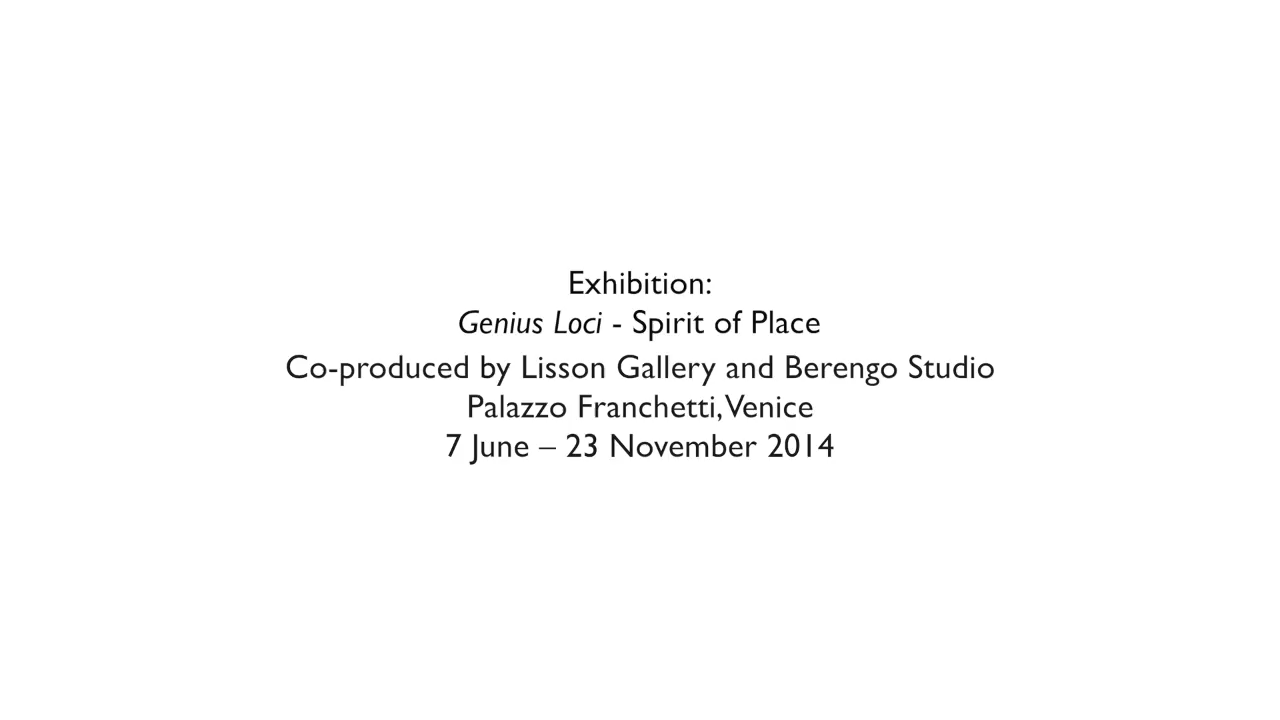 Exhibition:
Genius Loci - Spirit of Place
Co-produced by Lisson Gallery and Berengo Studio
Palazzo Franchetti, Venice
7 June – 23 November 2014